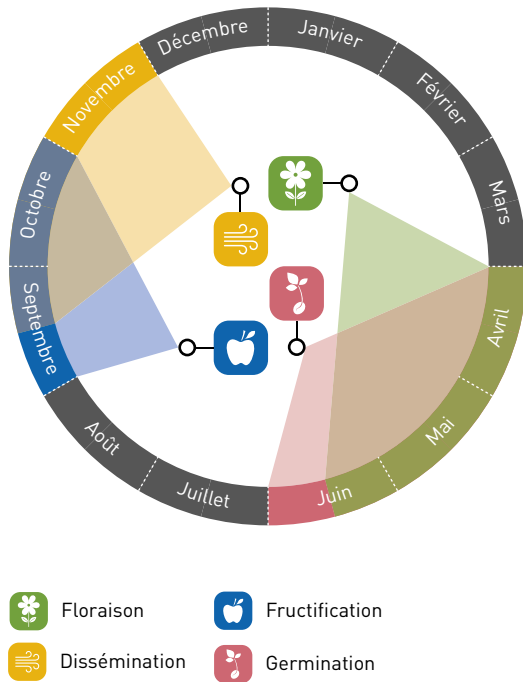 Janvier
Février
Mars
Avril
Mai
Juin
Juillet
Août
Septembre
Octobre
Novembre
Décembre
Floraison
Fructification
Dissémination
Germination